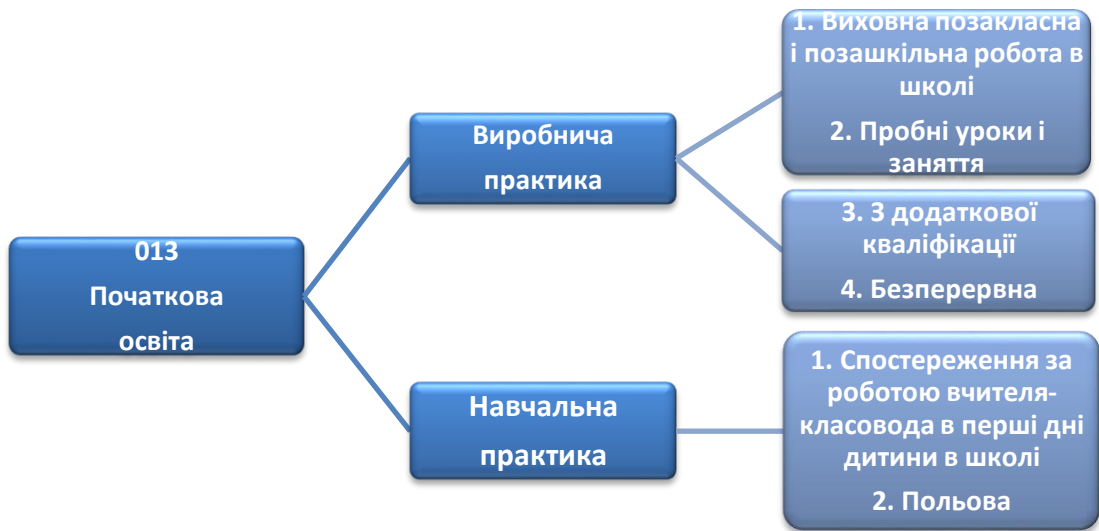 013
Початкова
освіта
Виробнича
практика
1. Виховна позакласна
і позашкільна робота в
школі
2. Пробні уроки і
заняття
3. З додаткової
кваліфікації
4. Безперервна
Навчальна
практика
1. Спостереження за
роботою вчителя-
класовода в перші дні
дитини в школі
2. Польова